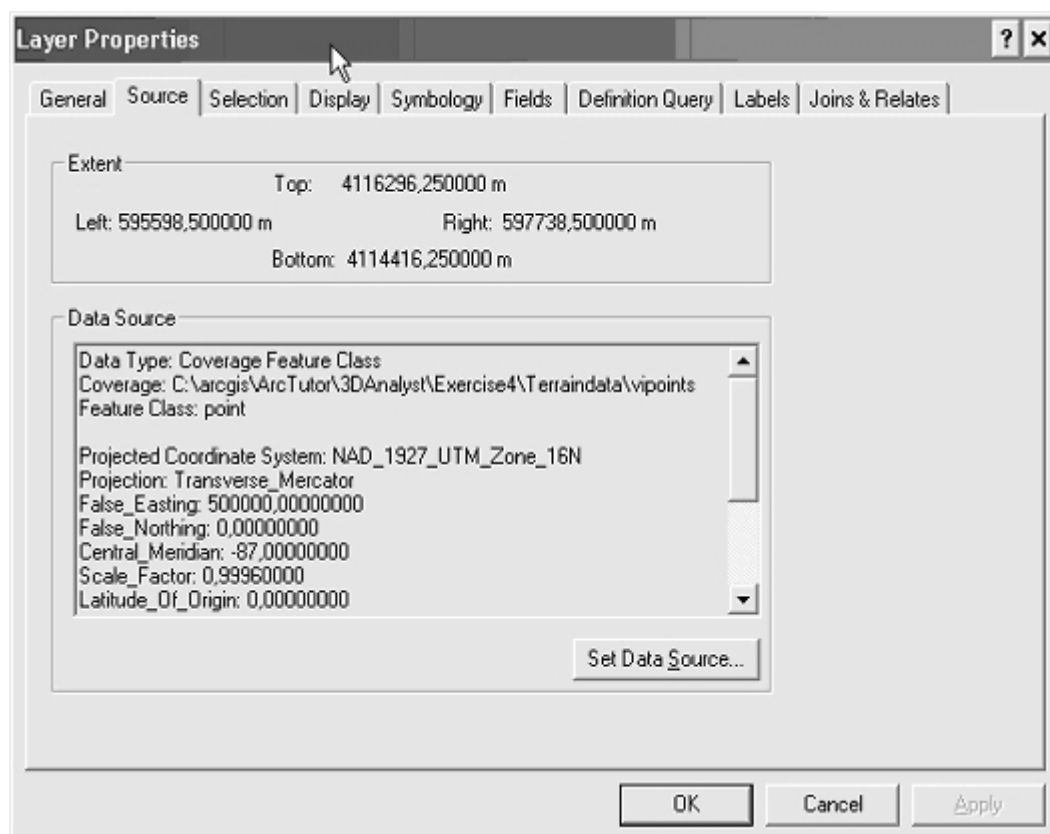 Layer Properties
? ×
General Source Selection Display Symbology Fields Definition Query Labels Joins & Relates
Extent
Top: 4116296,250000 m
Left: 595598,500000 m Right: 597738,500000 m
Bottom: 4114416,250000 m
Data Source
Data Type: Coverage Feature Class
Coverage: C:\arcgis\ArcTutor\3DAnalyst\Exercise4\Terraindata\vipoints
Feature Class: point
Projected Coordinate System: NAD_1927_UTM_Zone_16N
Projection: Transverse_Mercator
False_Easting: 500000,00000000
False_Northing: 0,00000000
Central_Meridian: -87,00000000
Scale_Factor: 0,99960000
Latitude_Of_Origin: 0,00000000
Set Data Source...
OK Cancel Apply